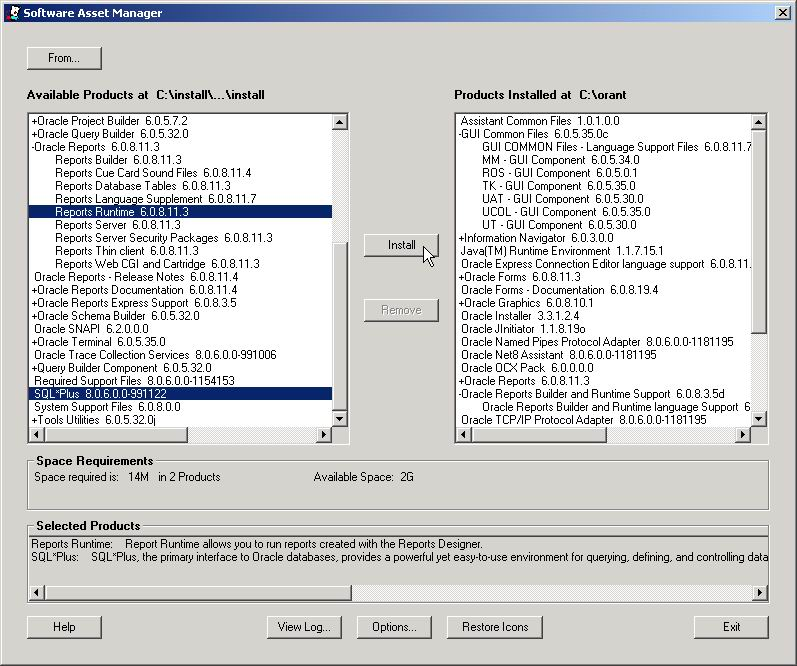 Software Asset Manager
From...
Available Products at C:\install\...\install
+Oracle Project Builder 6.0.5.7.2
+Oracle Query Builder 6.0.5.32.0
-Oracle Reports 6.0.8.11.3
Reports Builder 6.0.8.11.3
Reports Cue Card Sound Files 6.0.8.11.4
Reports Database Tables 6.0.8.11.3
Reports Language Supplement 6.0.8.11.7
Reports Runtime 6.0.8.11.3
Reports Server 6.0.8.11.3
Reports Server Security Packages 6.0.8.11.3
Reports Thin client 6.0.8.11.3
Reports Web CGI and Cartridge 6.0.8.11.3
Oracle Reports - Release Notes 6.0.8.11.4
+Oracle Reports Documentation 6.0.8.11.4
+Oracle Reports Express Support 6.0.8.3.5
+Oracle Schema Builder 6.0.5.32.0
Oracle SNAPI 6.2.0.0.0
+Oracle Terminal 6.0.5.35.0
Oracle Trace Collection Services 8.0.6.0.0-991006
+Query Builder Component 6.0.5.32.0
Required Support Files 8.0.6.0.0-1154153
SQL*Plus 8.0.6.0.0-991122
System Support Files 6.0.8.0.0
+Tools Utilities 6.0.5.32.0j
Install
Remove
Products Installed at C:\orant
Assistant Common Files 1.0.1.0.0
-GUI Common Files 6.0.5.35.0c
GUI COMMON Files - Language Support Files 6.0.8.11.7
MM - GUI Component 6.0.5.34.0
ROS - GUI Component 6.0.5.0.1
TK - GUI Component 6.0.5.35.0
UAT - GUI Component 6.0.5.30.0
UCOL - GUI Component 6.0.5.35.0
UT - GUI Component 6.0.5.30.0
+Information Navigator 6.0.3.0.0
Java(TM) Runtime Environment 1.1.7.15.1
Oracle Express Connection Editor language support 6.0.8.11.
+Oracle Forms 6.0.8.11.3
Oracle Forms - Documentation 6.0.8.19.4
+Oracle Graphics 6.0.8.10.1
Oracle Installer 3.3.1.2.4
Oracle JInitiator 1.1.8.19o
Oracle Named Pipes Protocol Adapter 8.0.6.0.0-1181195
Oracle Net8 Assistant 8.0.6.0.0-1181195
Oracle OCX Pack 6.0.0.0.0
+Oracle Reports 6.0.8.11.3
-Oracle Reports Builder and Runtime Support 6.0.8.3.5d
Oracle Reports Builder and Runtime language Support 6
Oracle TCP/IP Protocol Adapter 8.0.6.0.0-1181195
Space Requirements
Space required is: 14M in 2 Products Available Space: 2G
Selected Products
Reports Runtime: Report Runtime allows you to run reports created with the Reports Designer.
SQL*Plus: SQL*Plus, the primary interface to Oracle databases, provides a powerful yet easy-to-use environment for querying, defining, and controlling data
Help View Log... Options... Restore Icons Exit